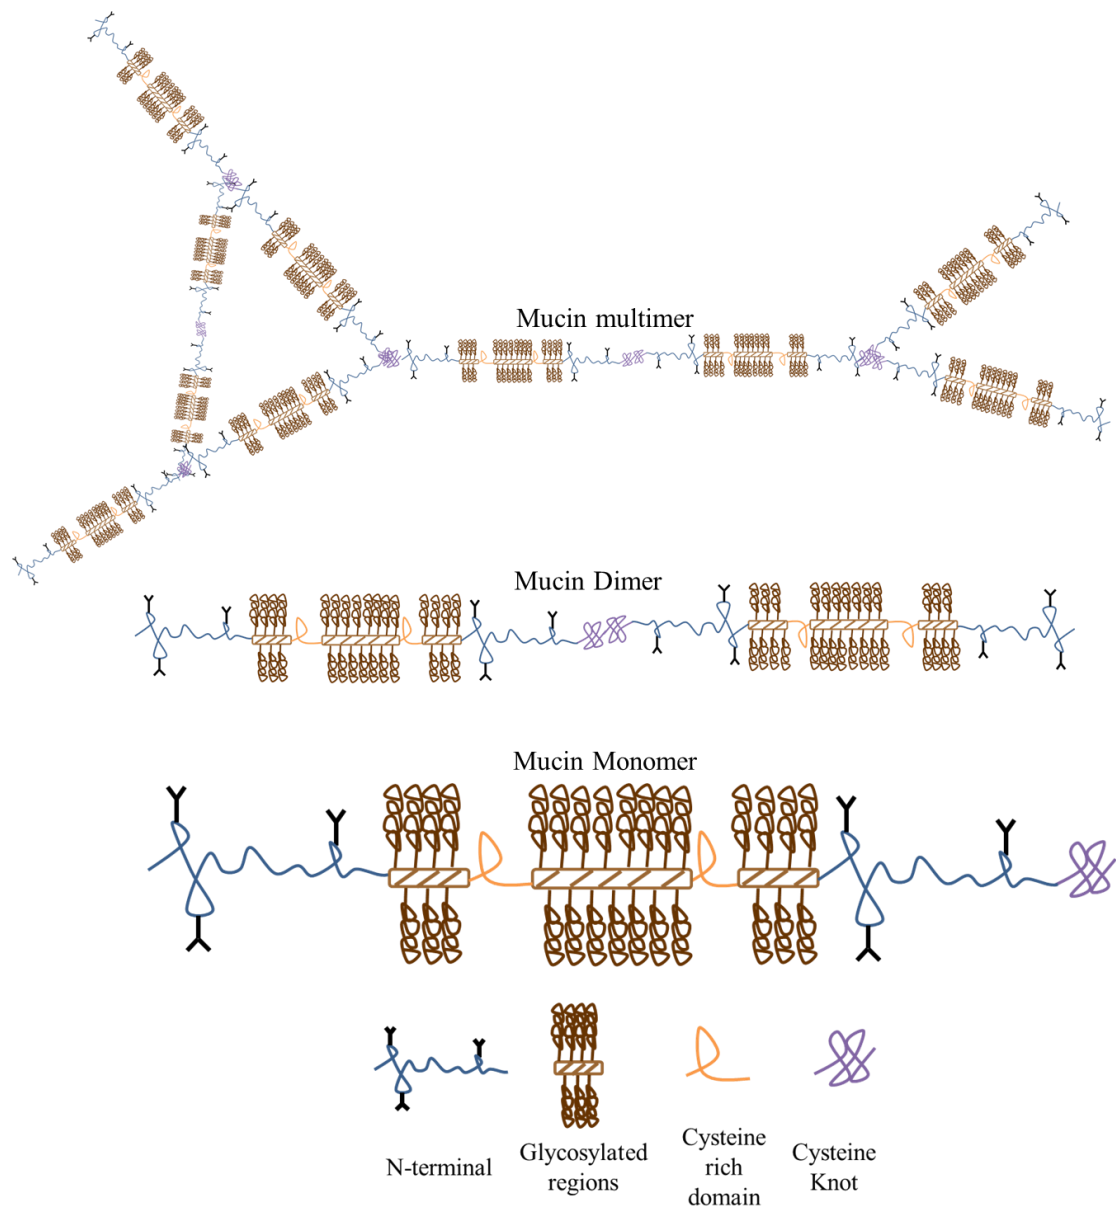 Mucin multimer
Mucin Dimer
Mucin Monomer
N-terminal
Glycosylated
regions
Cysteine
rich
domain
Cysteine
Knot